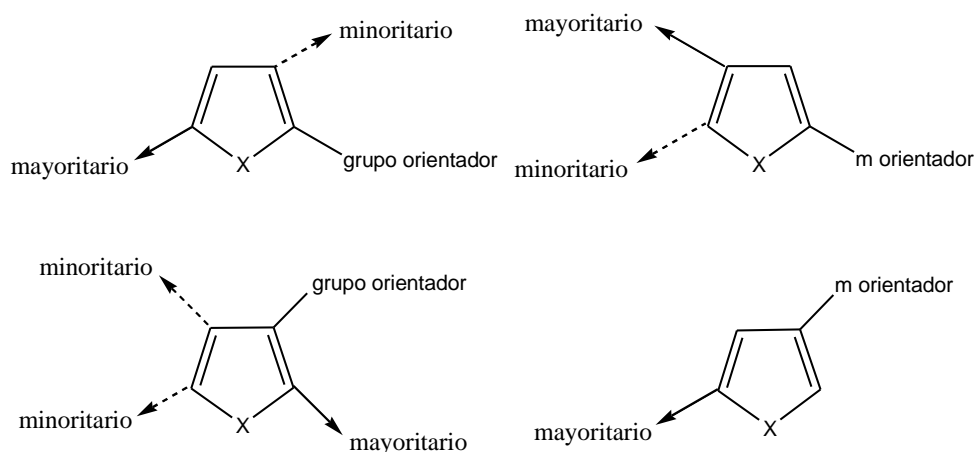 minoritario
mayoritario
X
grupo orientador
mayoritario
minoritario
X
m orientador
minoritario
grupo orientador
minoritario
X
mayoritario
m orientador
mayoritario
X